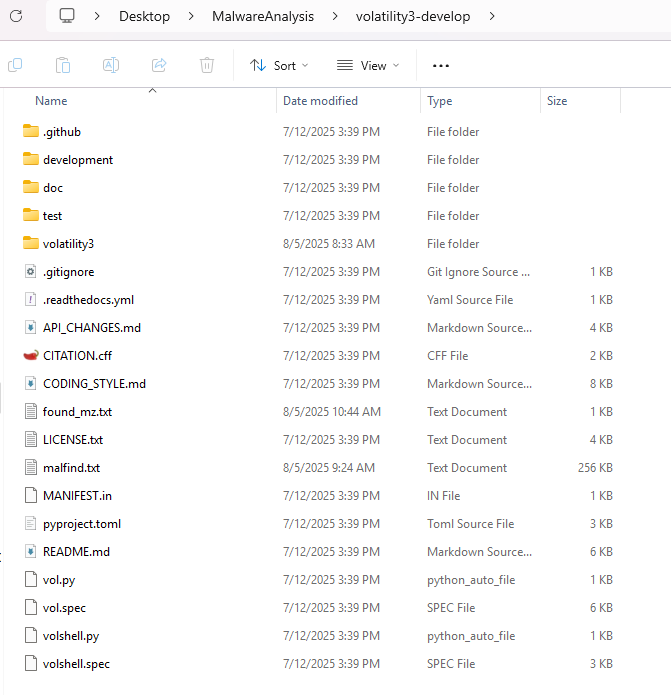 Desktop > MalwareAnalysis > volatility3-develop >
Sort View ...
Name Date modified Type Size
.github 7/12/2025 3:39 PM File folder
development 7/12/2025 3:39 PM File folder
doc 7/12/2025 3:39 PM File folder
test 7/12/2025 3:39 PM File folder
volatility3 8/5/2025 8:33 AM File folder
.gitignore 7/12/2025 3:39 PM Git Ignore Source ... 1 KB
.readthedocs.yml 7/12/2025 3:39 PM Yaml Source File 1 KB
API_CHANGES.md 7/12/2025 3:39 PM Markdown Source... 4 KB
CITATION.cff 7/12/2025 3:39 PM CFF File 2 KB
CODING_STYLE.md 7/12/2025 3:39 PM Markdown Source... 8 KB
found_mz.txt 8/5/2025 10:44 AM Text Document 1 KB
LICENSE.txt 7/12/2025 3:39 PM Text Document 4 KB
malfind.txt 8/5/2025 9:24 AM Text Document 256 KB
MANIFEST.in 7/12/2025 3:39 PM IN File 1 KB
pyproject.toml 7/12/2025 3:39 PM Toml Source File 3 KB
README.md 7/12/2025 3:39 PM Markdown Source... 6 KB
vol.py 7/12/2025 3:39 PM python_auto_file 1 KB
vol.spec 7/12/2025 3:39 PM SPEC File 6 KB
volshell.py 7/12/2025 3:39 PM python_auto_file 1 KB
volshell.spec 7/12/2025 3:39 PM SPEC File 3 KB